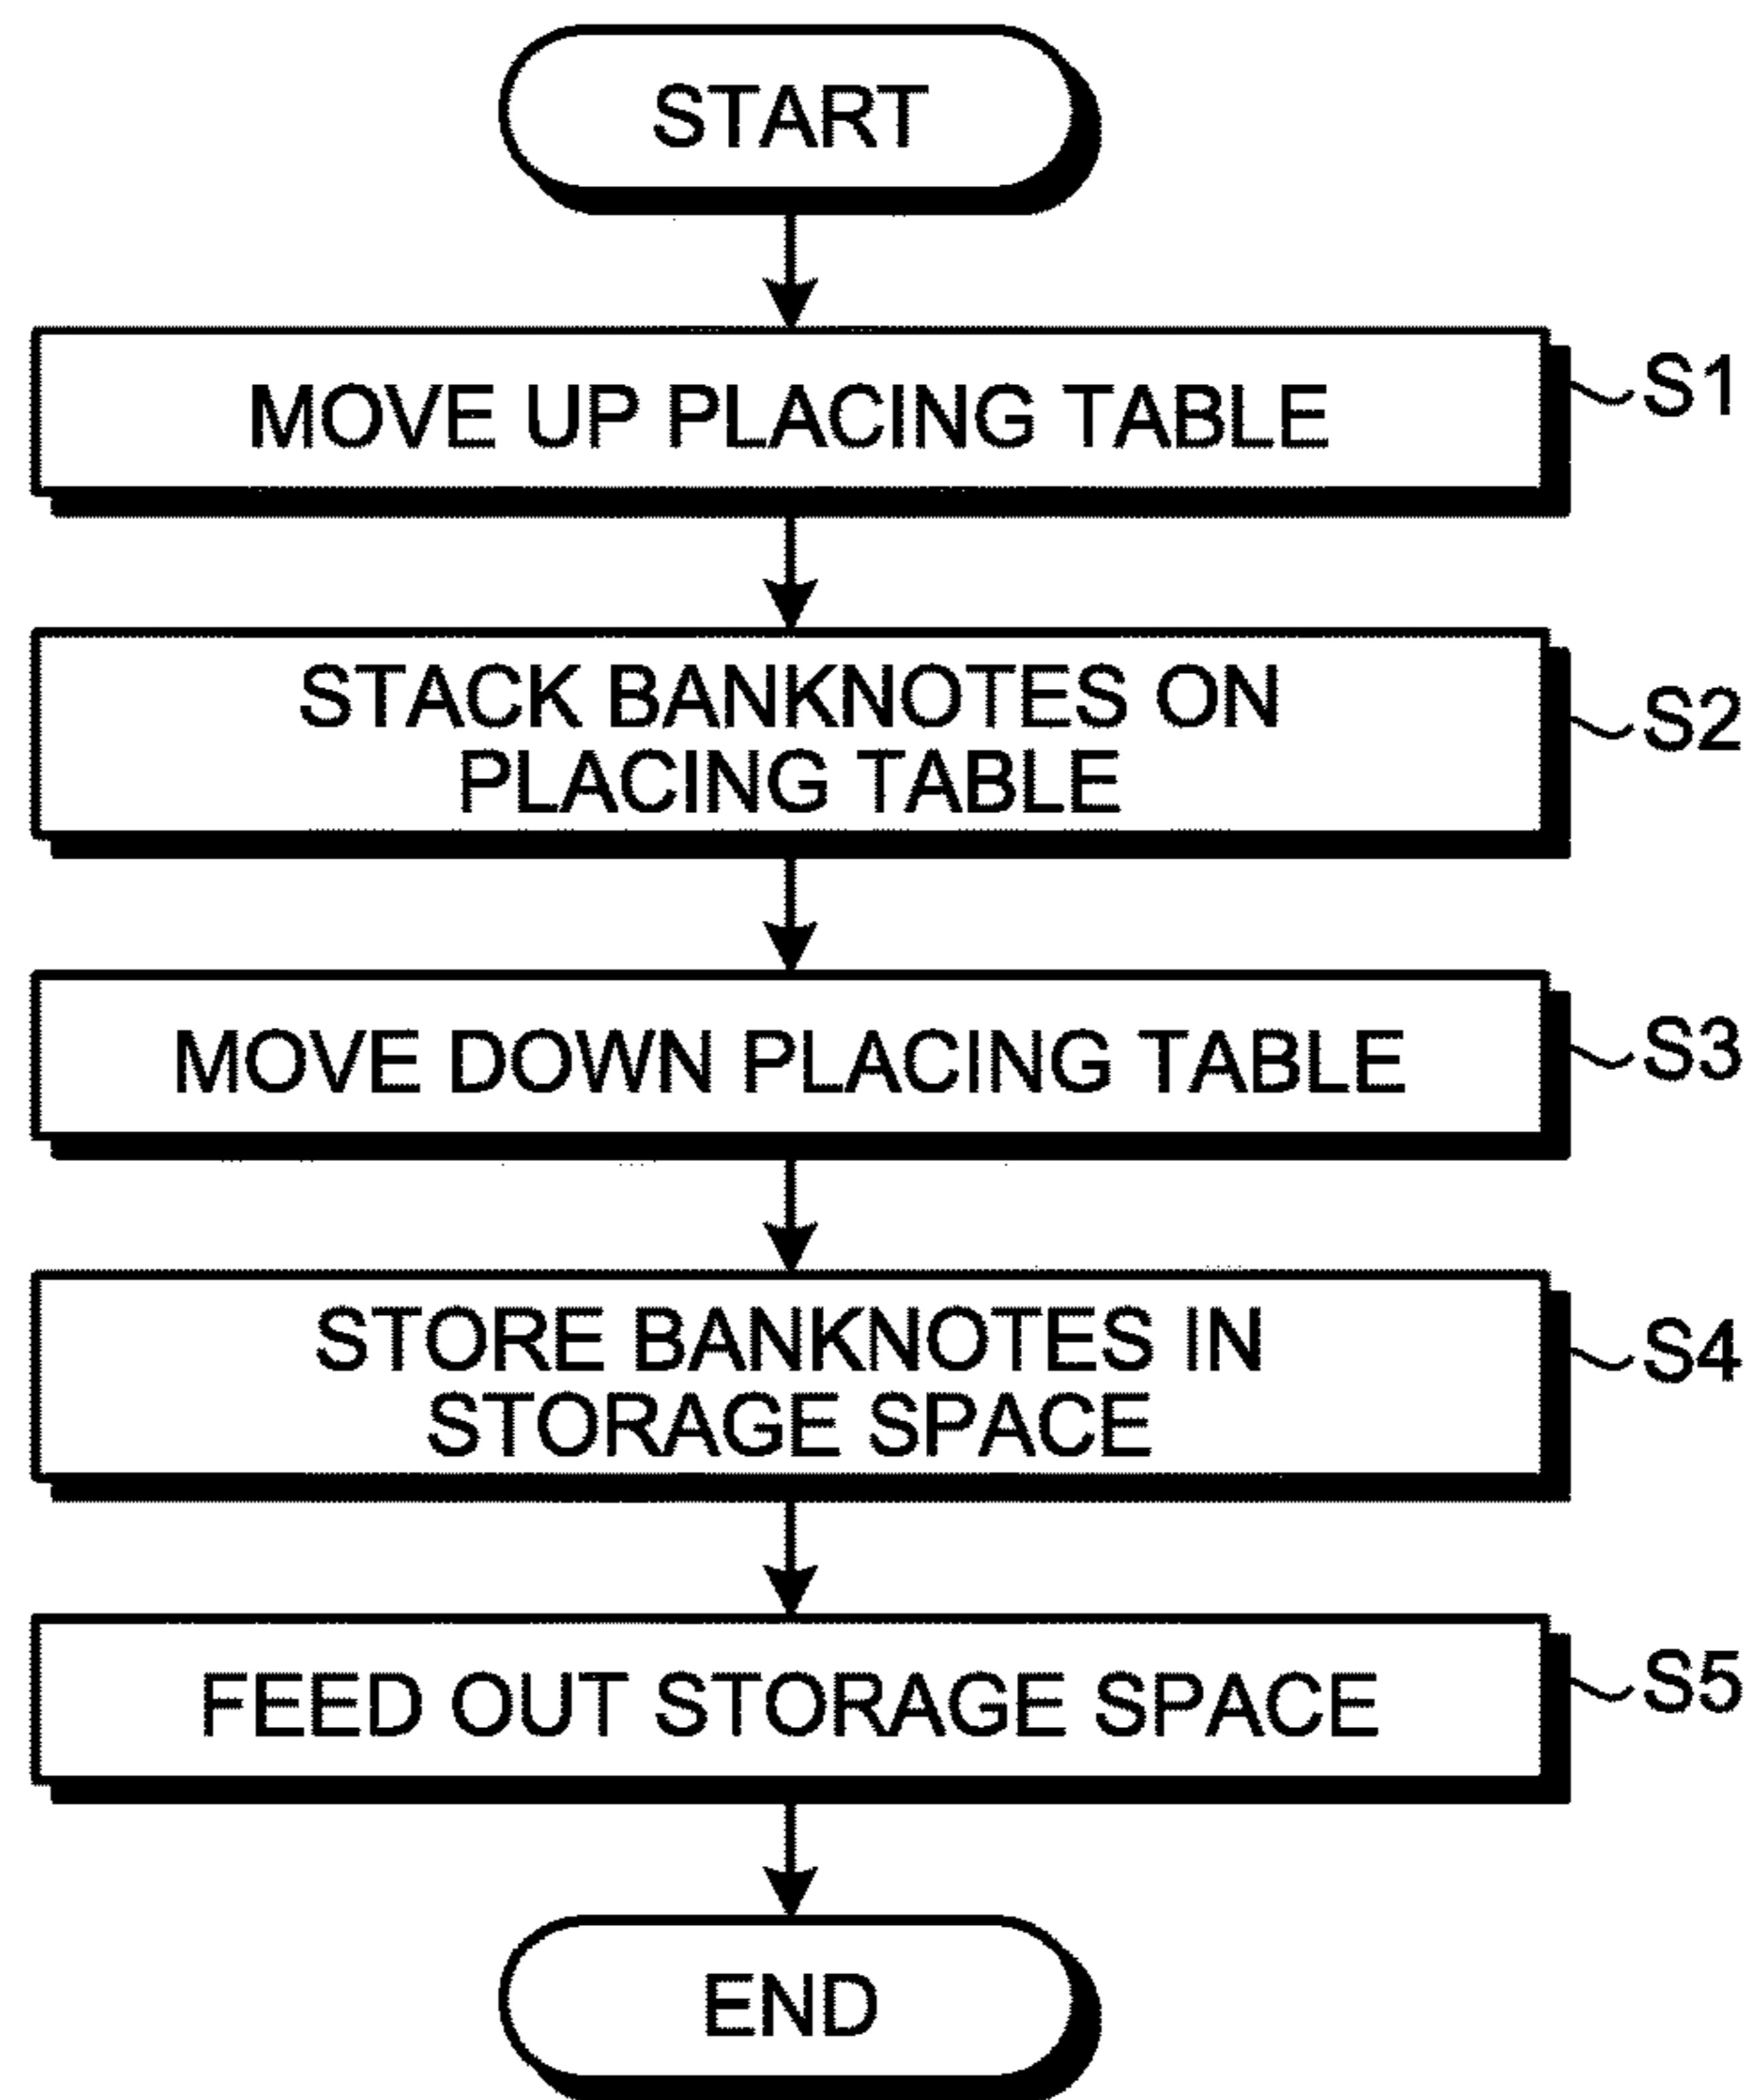 START
MOVE UP PLACING TABLE
S1
STACK BANKNOTES ON
PLACING TABLE
S2
MOVE DOWN PLACING TABLE
S3
STORE BANKNOTES IN
STORAGE SPACE
S4
FEED OUT STORAGE SPACE
S5
END